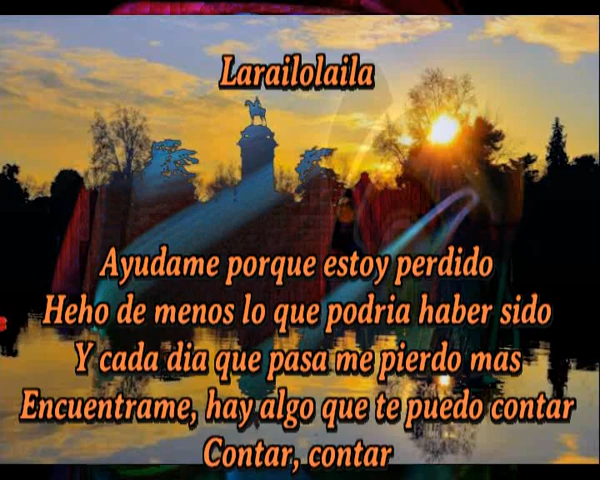 Larailolaila
Ayudame porque estoy perdido
Heho de menos lo que podria haber sido
Y cada dia que pasa me pierdo mas
Encuentrame, hay algo que te puedo contar
Contar, contar